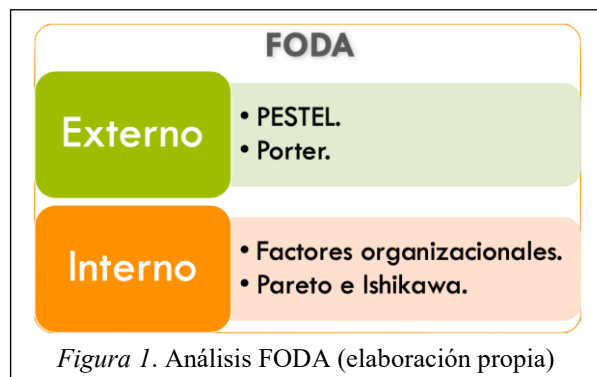 FODA
Externo
• PESTEL.
• Porter.
Interno
• Factores organizacionales.
• Pareto e Ishikawa.
Figura 1. Análisis FODA (elaboración propia)